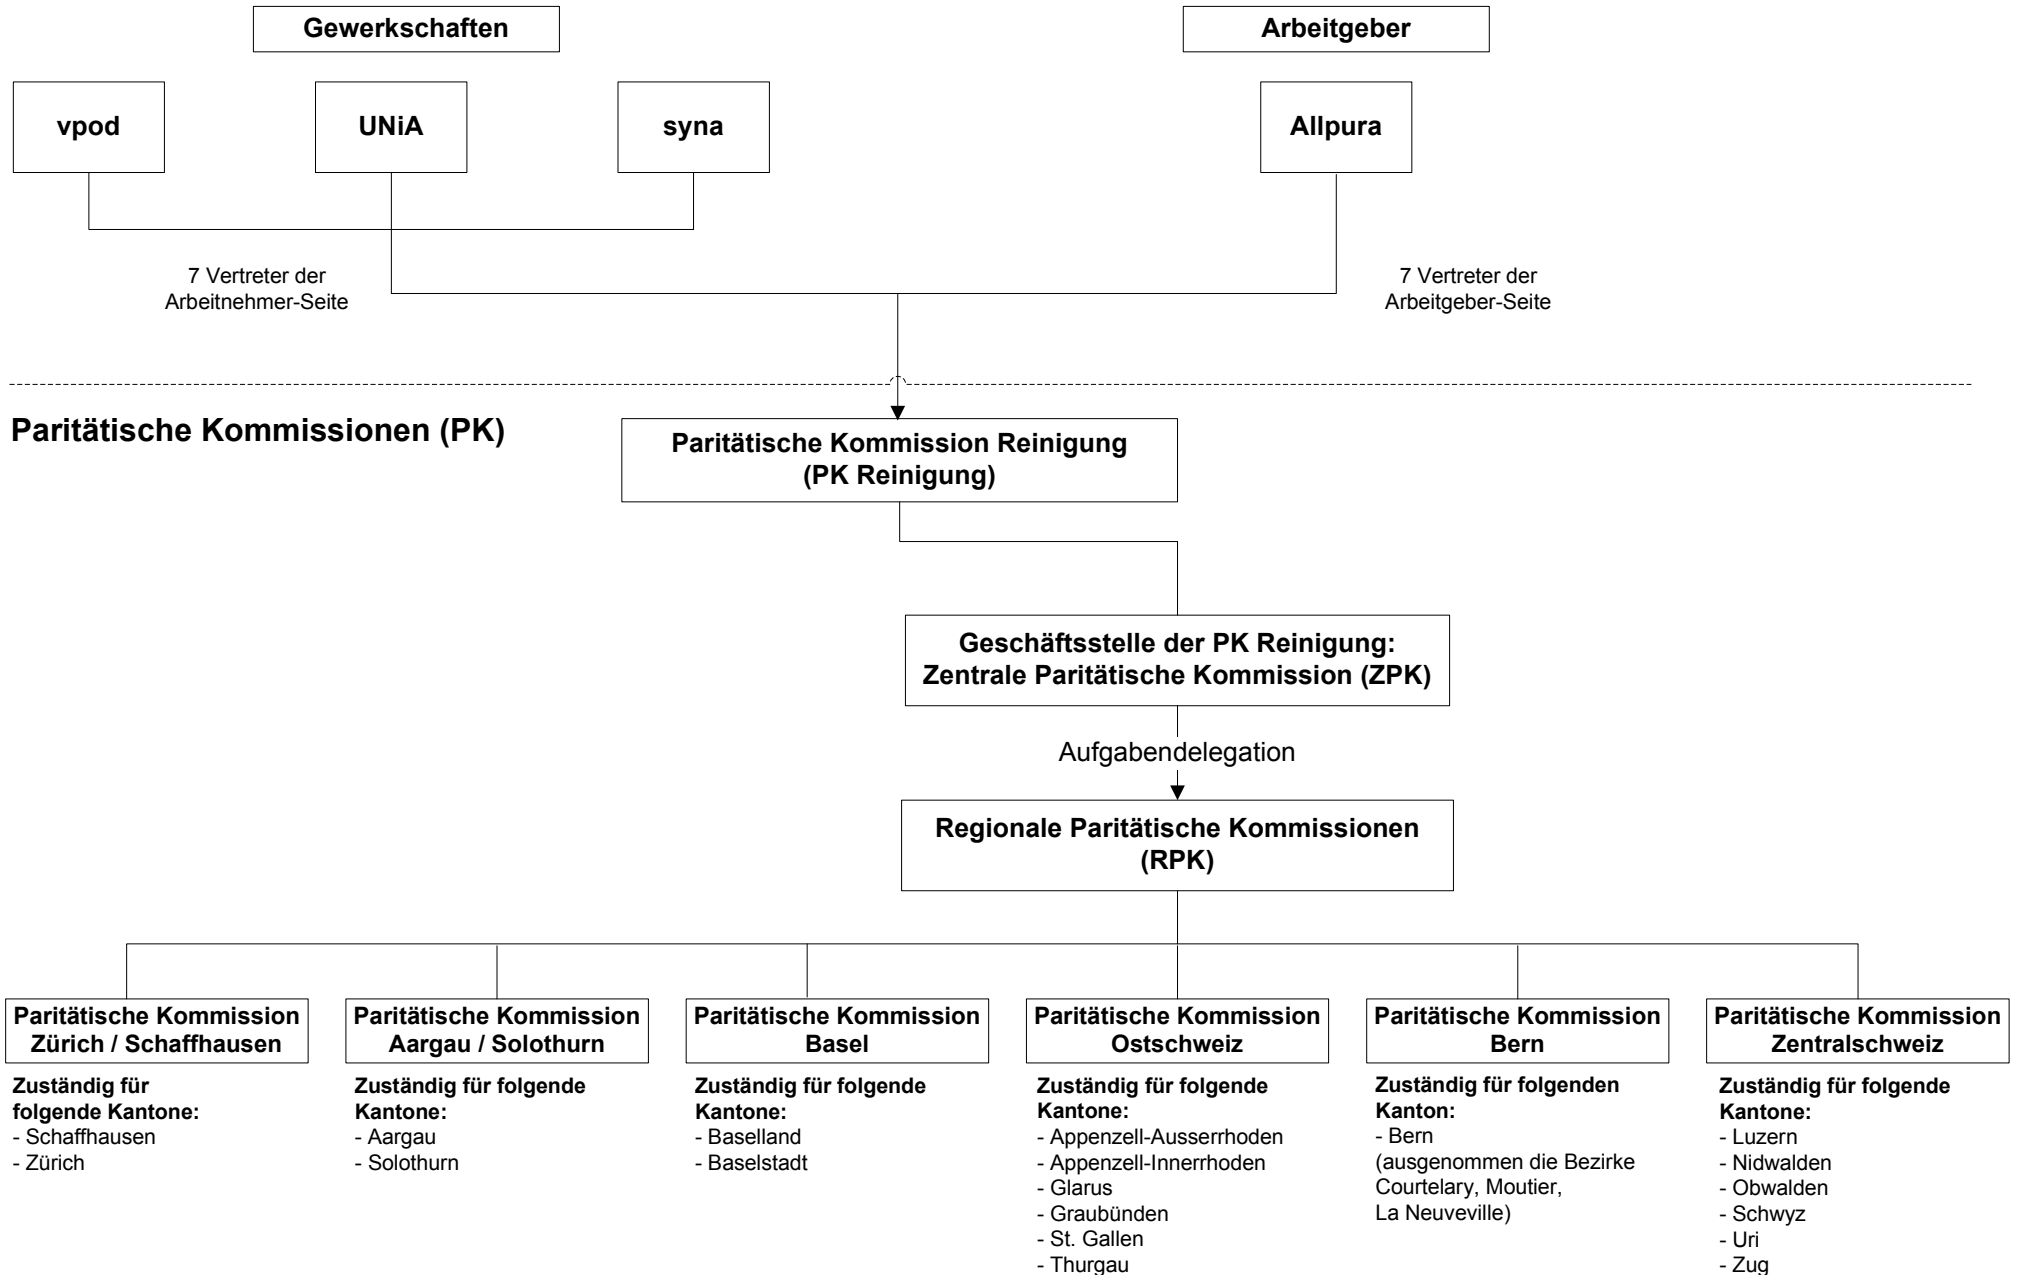 Gewerkschaften
Arbeitgeber
vpod
UNiA
syna
Allpura
7 Vertreter der
Arbeitnehmer-Seite
7 Vertreter der
Arbeitgeber-Seite
Paritätische Kommissionen (PK)
Paritätische Kommission Reinigung
(PK Reinigung)
Geschäftsstelle der PK Reinigung:
Zentrale Paritätische Kommission (ZPK)
Aufgabendelegation
Regionale Paritätische Kommissionen
(RPK)
Paritätische Kommission
Zürich / Schaffhausen
Zuständig für
folgende Kantone:
- Schaffhausen
- Zürich
Paritätische Kommission
Aargau / Solothurn
Zuständig für folgende
Kantone:
- Aargau
- Solothurn
Paritätische Kommission
Basel
Zuständig für folgende
Kantone:
- Baselland
- Baselstadt
Paritätische Kommission
Ostschweiz
Zuständig für folgende
Kantone:
- Appenzell-Ausserrhoden
- Appenzell-Innerrhoden
- Glarus
- Graubünden
- St. Gallen
- Thurgau
Paritätische Kommission
Bern
Zuständig für folgenden
Kanton:
- Bern
(ausgenommen die Bezirke
Courtelary, Moutier,
La Neuveville)
Paritätische Kommission
Zentralschweiz
Zuständig für folgende
Kantone:
- Luzern
- Nidwalden
- Obwalden
- Schwyz
- Uri
- Zug